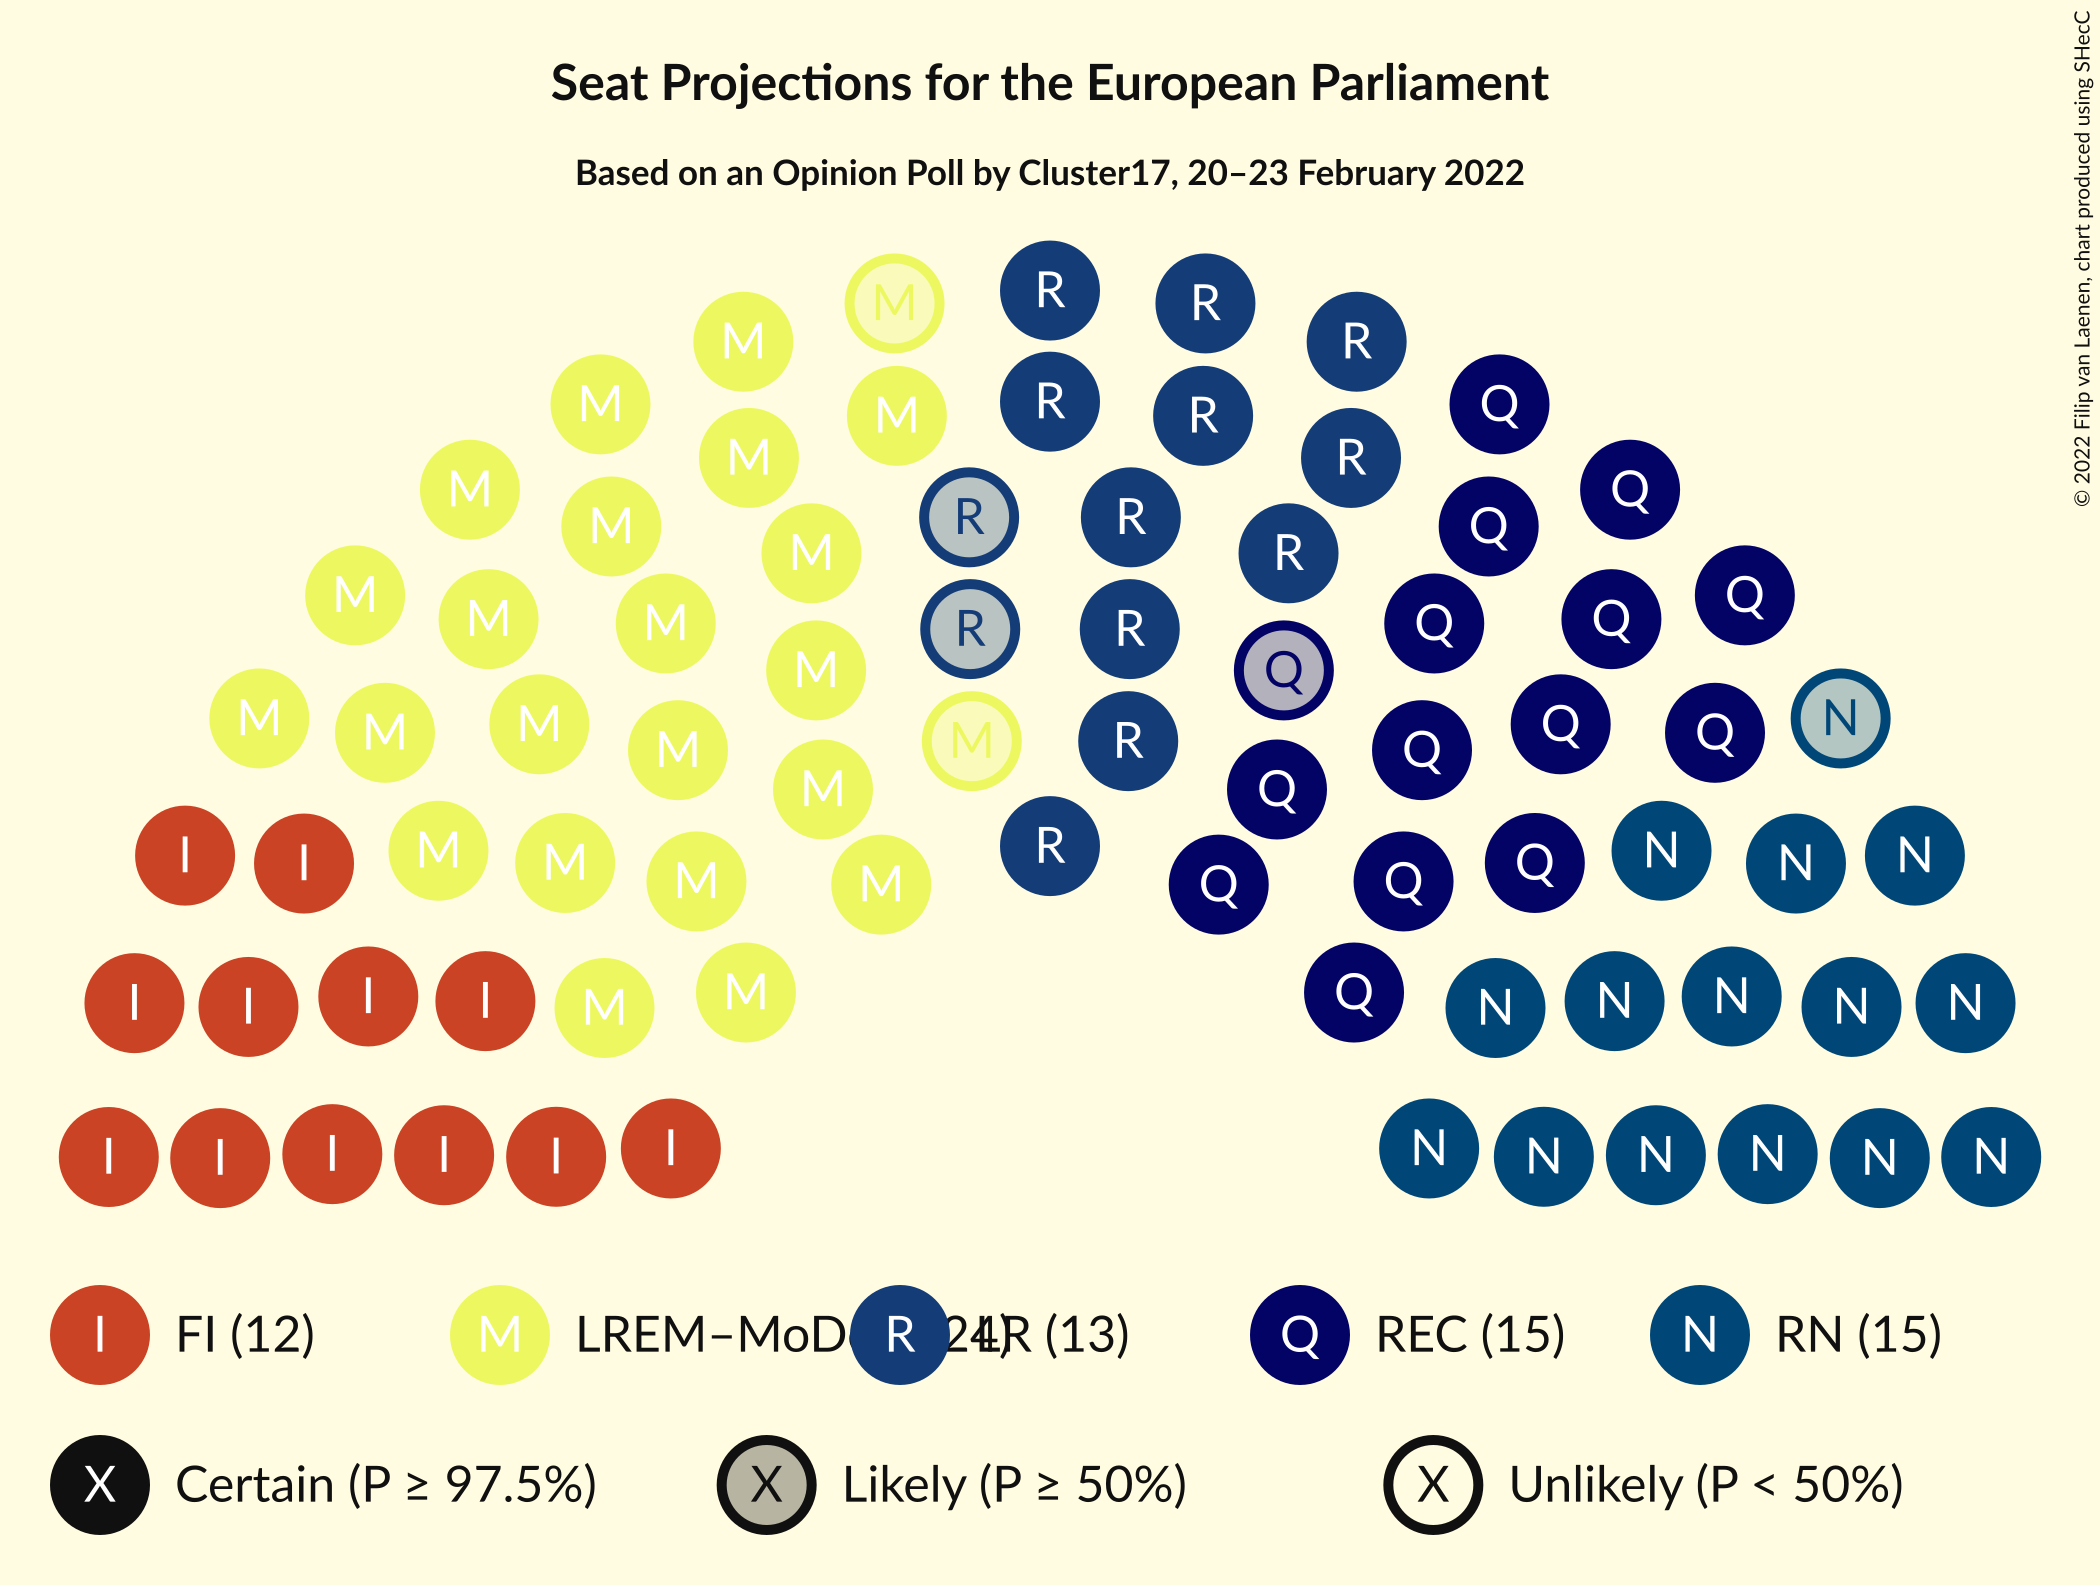 Seat Projections for the European Parliament
Based on an Opinion Poll by Cluster17, 20–23 February 2022
© 2022 Filip van Laenen, chart produced using SHecC
R
M R
M R R
M M R Q
R M
M R R M R Q
M M R Q Q
M M M R R Q Q Q
M M Q
M M M M M R Q Q Q Q N
M Q
I I M M M M R Q Q Q N N N
I I I I M M Q N N N N N
I I I I I I N N N N N N
I FI (12) M LREM–MoD 24) R LR (13) Q REC (15) N RN (15)
X Certain (P ≥ 97.5%) X Likely (P ≥ 50%) X Unlikely (P < 50%)